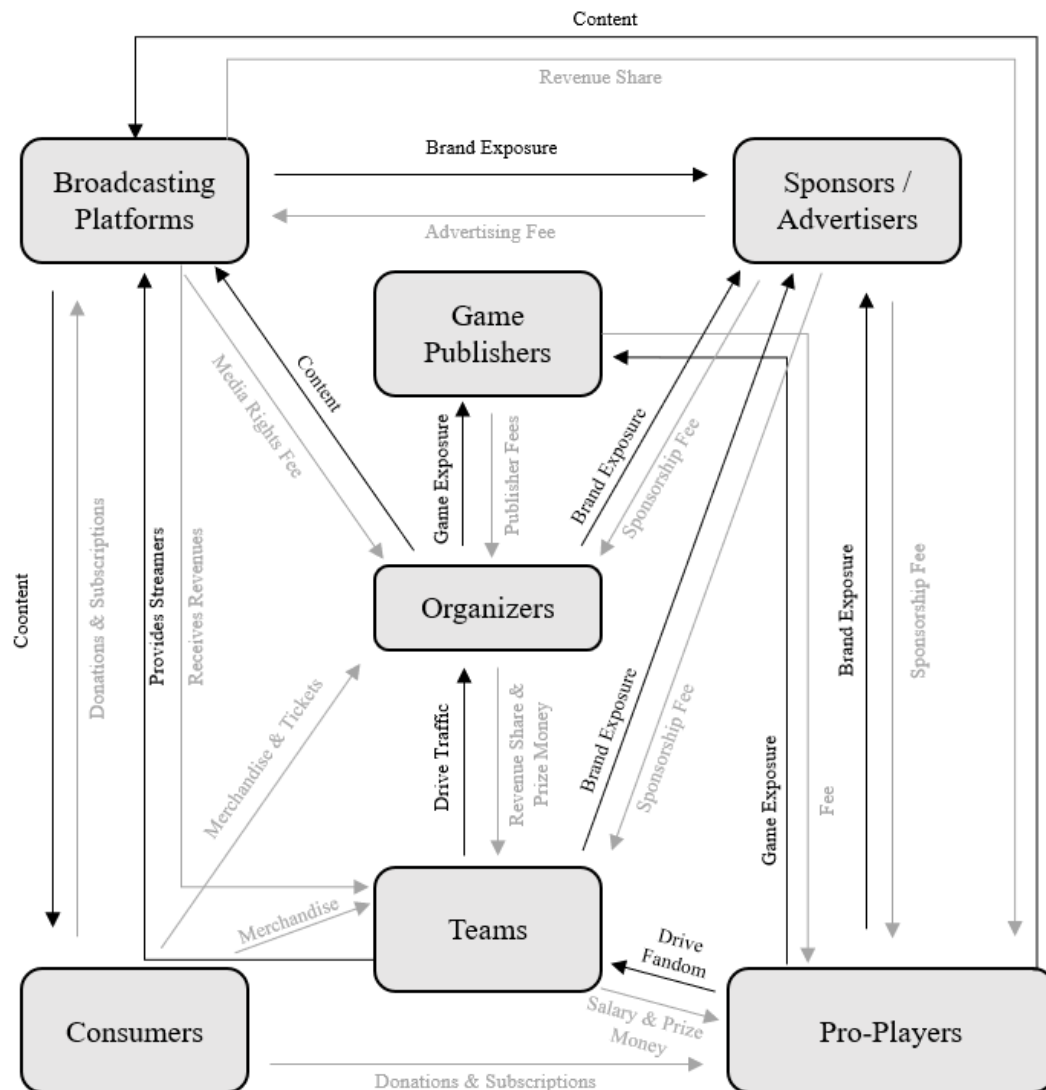 Content
Revenue Share
Broadcasting
Platforms
Brand Exposure
Sponsors /
Advertisers
Advertising Fee
Game
Publishers
Content
Media Rights Fee
Game Exposure
Publisher Fees
Brand Exposure
Sponsorship Fee
Coontent
Donations & Subscriptions
Provides Streamers
Receives Revenues
Organizers
Brand Exposure
Sponsorship Fee
Merchandise & Tickets
Drive Traffic
Revenue Share &
Prize Money
Brand Exposure
Sponsorship Fee
Game Exposure
Fee
Merchandise
Teams
Drive
Fandom
Consumers
Salary & Prize
Money
Pro-Players
Donations & Subscriptions